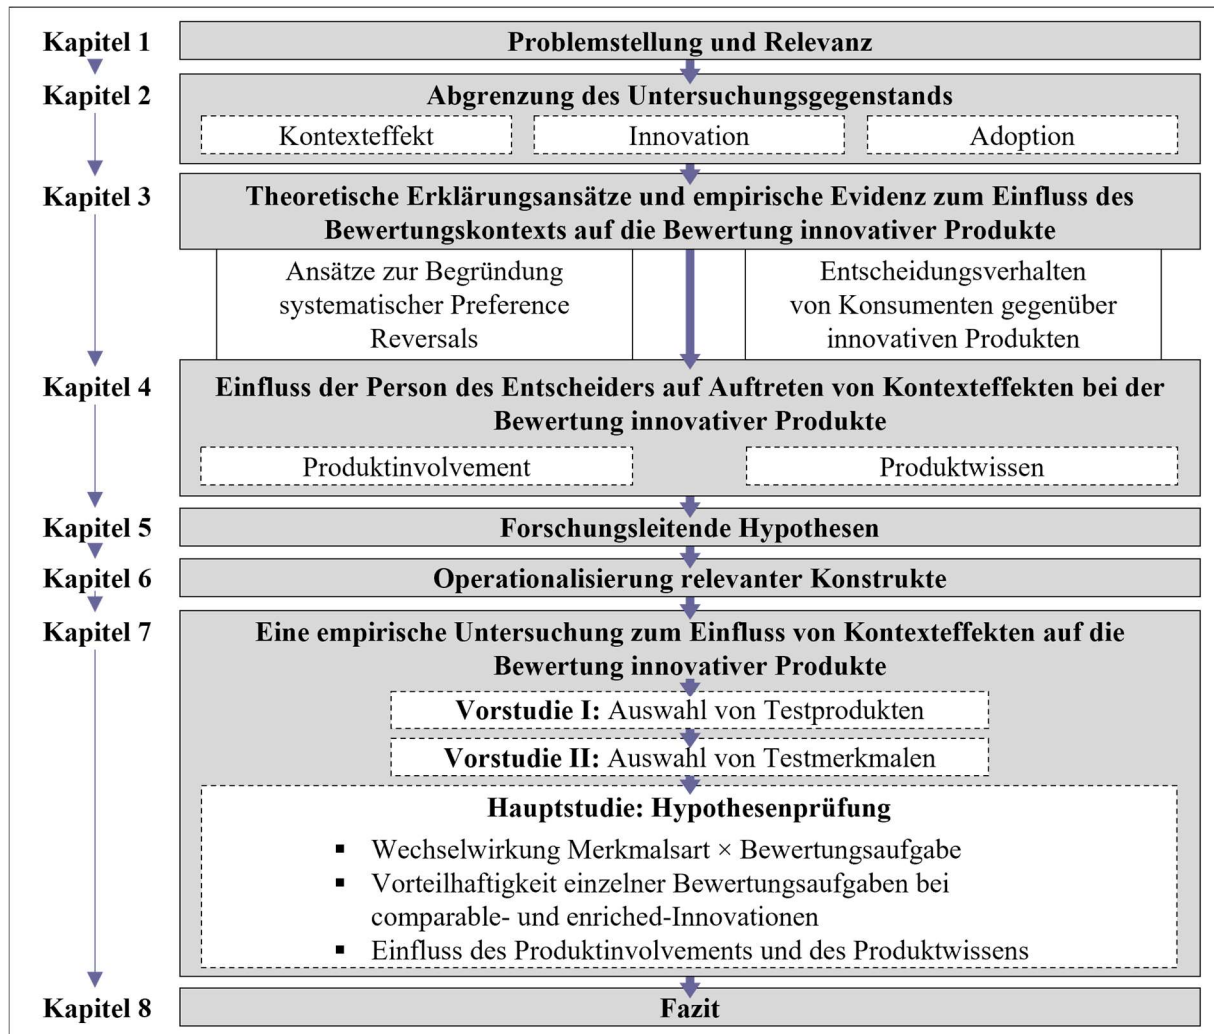 Kapitel 1
Problemstellung und Relevanz
Kapitel 2
Abgrenzung des Untersuchungsgegenstands
Kontexteffekt
Innovation
Adoption
Kapitel 3
Theoretische Erklärungsansätze und empirische Evidenz zum Einfluss des
Bewertungskontexts auf die Bewertung innovativer Produkte
Ansätze zur Begründung
systematischer Preference
Reversals
Entscheidungsverhalten
von Konsumenten gegenüber
innovativen Produkten
Kapitel 4
Einfluss der Person des Entscheiders auf Auftreten von Kontexteffekten bei der
Bewertung innovativer Produkte
Produktinvolvement
Produktwissen
Kapitel 5
Forschungsleitende Hypothesen
Kapitel 6
Operationalisierung relevanter Konstrukte
Kapitel 7
Eine empirische Untersuchung zum Einfluss von Kontexteffekten auf die
Bewertung innovativer Produkte
Vorstudie I: Auswahl von Testprodukten
Vorstudie II: Auswahl von Testmerkmalen
Hauptstudie: Hypothesenprüfung
▪ Wechselwirkung Merkmalsart × Bewertungsaufgabe
▪ Vorteilhaftigkeit einzelner Bewertungsaufgaben bei
comparable- und enriched-Innovationen
▪ Einfluss des Produktinvolvements und des Produktwissens
Kapitel 8
Fazit